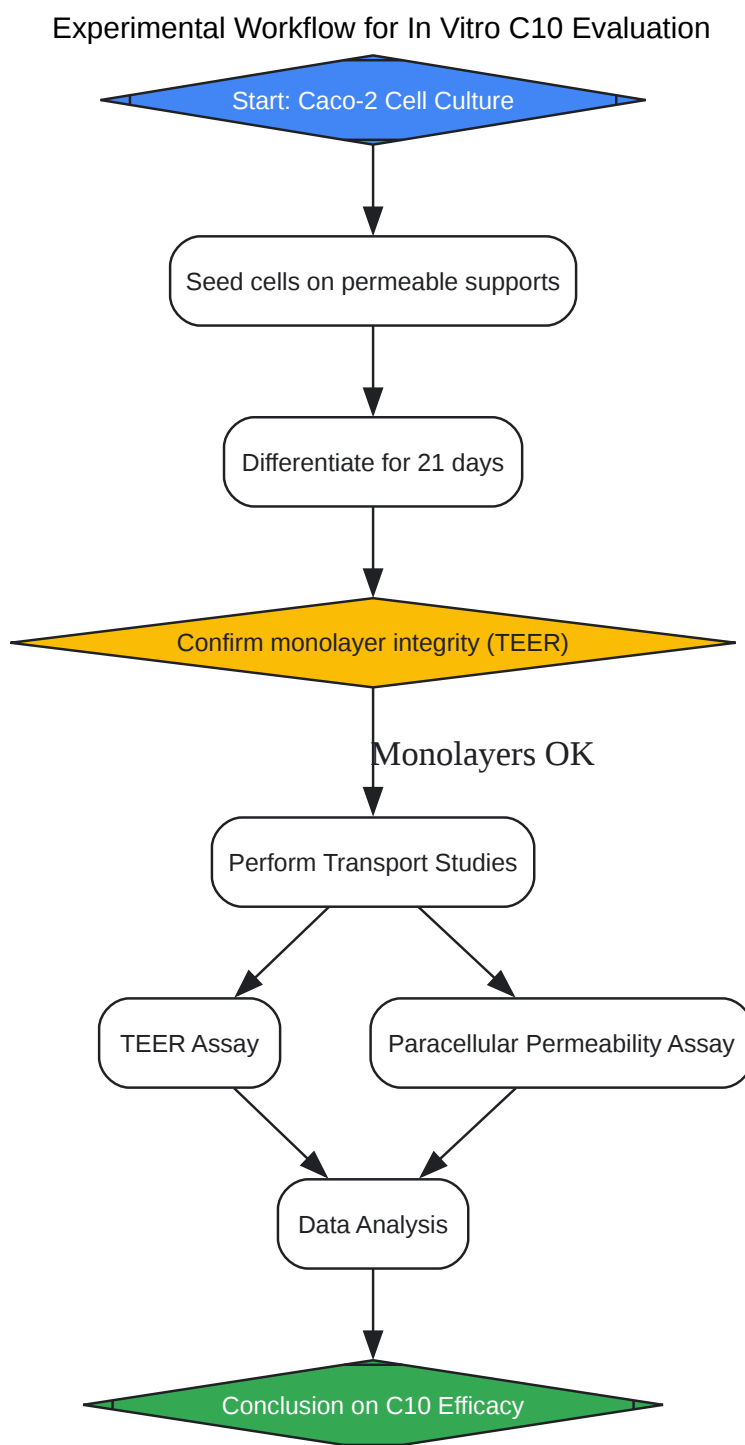 Experimental Workflow for In Vitro C10 Evaluation
Start: Caco-2 Cell Culture
Seed cells on permeable supports
Differentiate for 21 days
Confirm monolayer integrity (TEER)
Monolayers OK
Perform Transport Studies
TEER Assay
Paracellular Permeability Assay
Data Analysis
Conclusion on C10 Efficacy